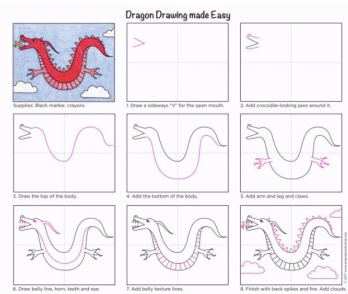 Dragon Drawing made Easy
Supplies: Black marker, crayons
1. Draw a sideways "V" for the open mouth.
2. Add crocodile-looking jaws around it.
3. Draw the top of the body.
4. Add the bottom of the body.
5. Add arm and leg and claws.
6. Draw belly line, horn, teeth and eye.
7. Add belly texture lines.
8. Finish with back spikes and fire. Add clouds.